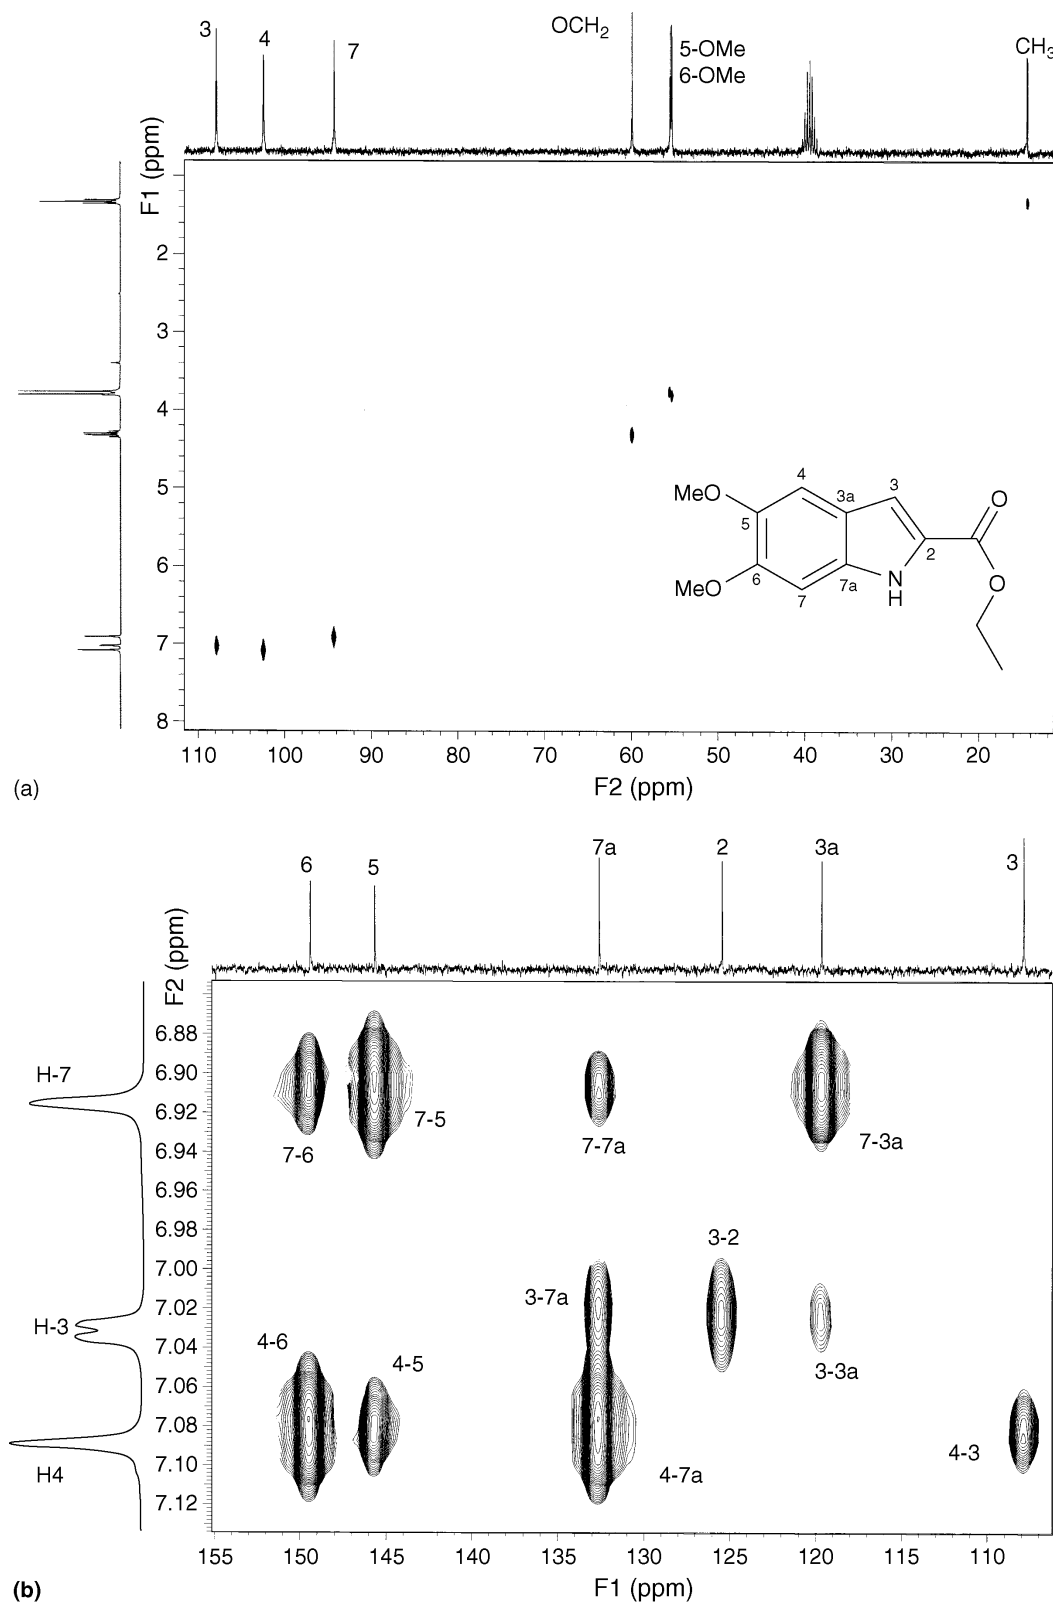 3
4
7
OCH2
5-OMe
6-OMe
CH3
F1 (ppm)
2
3
4
5
6
7
8
4
3
MeO
3a
O
5
2
6
N
MeO
7a
H
O
7
110 100 90 80 70 60 50 40 30 20
F2 (ppm)
(a)
6
5
7a
2
3a
3
F2 (ppm)
6.88
H-7
6.90
6.92
7-5
6.94
7-6
7-7a
7-3a
6.96
6.98
7.00
3-2
7.02
3-7a
H-3
7.04
4-6
4-5
3-3a
7.06
7.08
4-3
H4
7.10
4-7a
7.12
155 150 145 140 135 130 125 120 115 110
F1 (ppm)
(b)